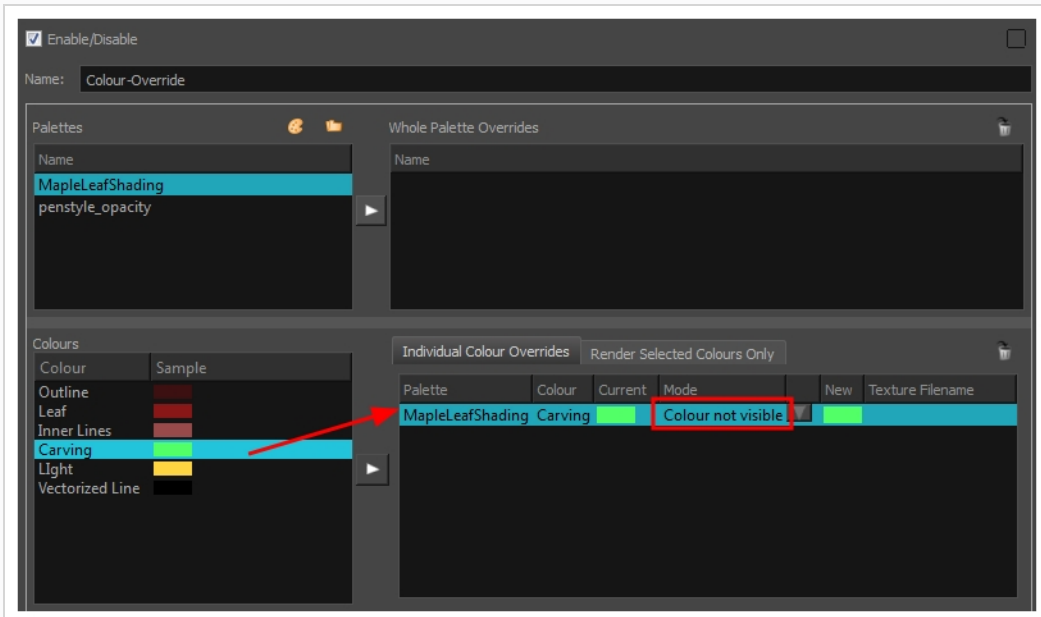 Enable/Disable
Name: Colour-Override
Palettes
Whole Palette Overrides
Name
Name
MapleLeafShading
penstyle_opacity
Colours
Individual Colour Overrides Render Selected Colours Only
Colour Sample
Palette Colour Current Mode New Texture Filename
Outline
Leaf
Inner Lines
Carving
LIght
Vectorized Line
MapleLeafShading Carving Colour not visible